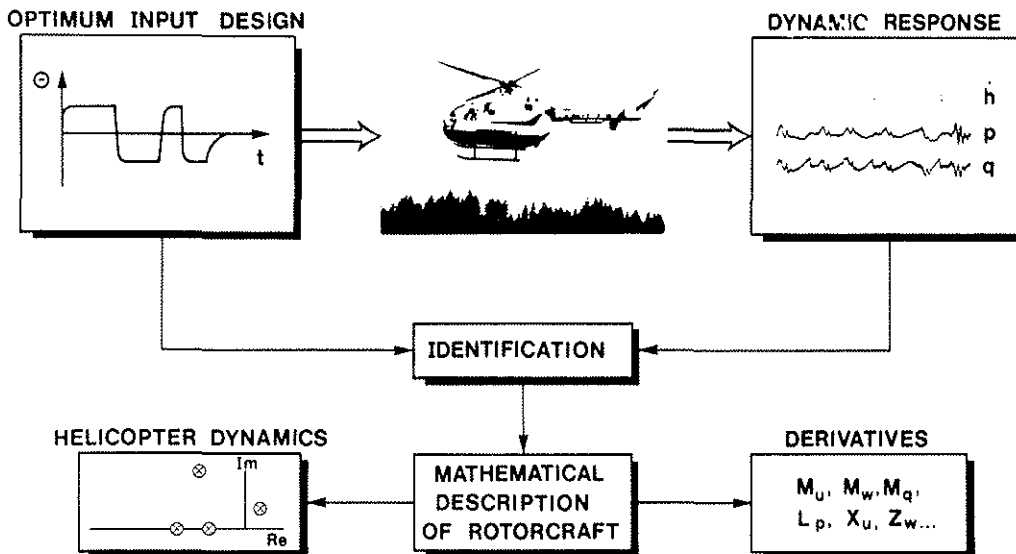 OPTIMUM INPUT DESIGN
DYNAMIC RESPONSE
Θ
t
ḣ
p
q
IDENTIFICATION
HELICOPTER DYNAMICS
Im
Re
MATHEMATICAL
DESCRIPTION
OF ROTORCRAFT
DERIVATIVES
Mu, Mw, Mq,
Lp, Xu, Zw...